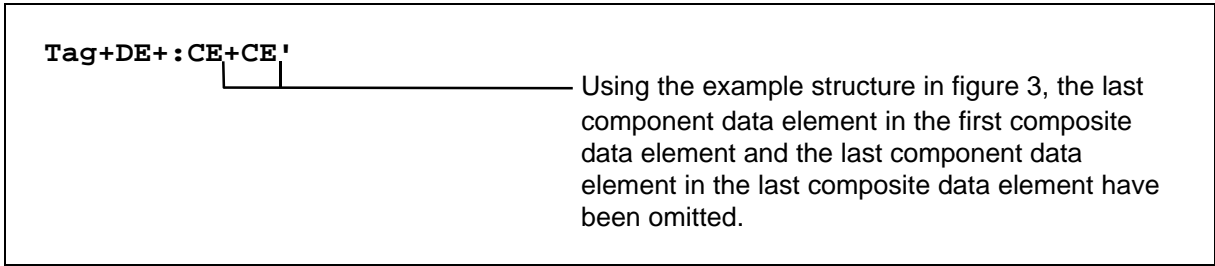 Tag+DE+:CE+CE'
Using the example structure in figure 3, the last
component data element in the first composite
data element and the last component data
element in the last composite data element have
been omitted.